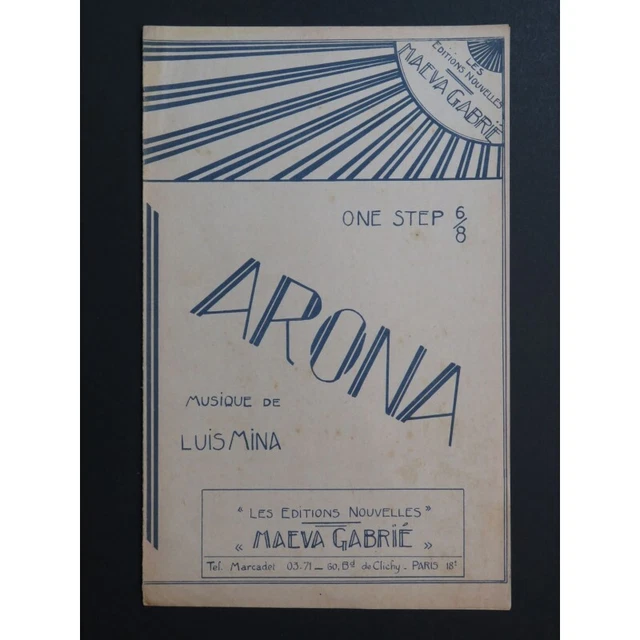 LES
EDITIONS NOUVELLES
MAEVA GABRIÉ
ONE STEP 6/8
ARONA
MUSIQUE DE
LUIS MINA
" LES EDITIONS NOUVELLES "
« MAEVA GABRIÉ »
Tel. Marcadet 03-71 — 60, Bd de Clichy - PARIS 18e